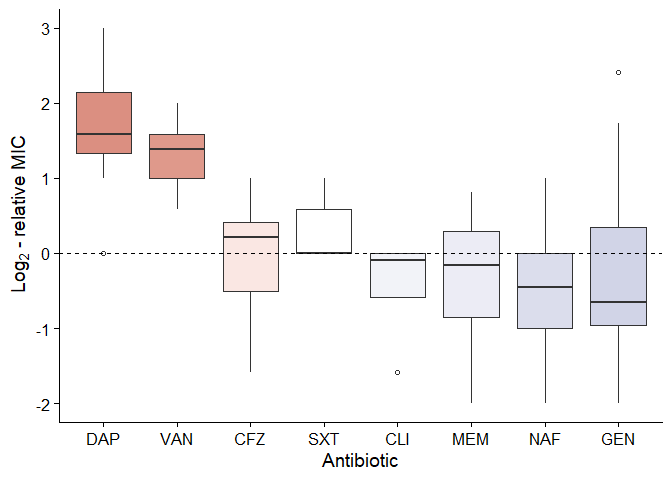 Log₂ - relative MIC
3
2
1
0
-1
-2
DAP VAN CFZ SXT CLI MEM NAF GEN
Antibiotic